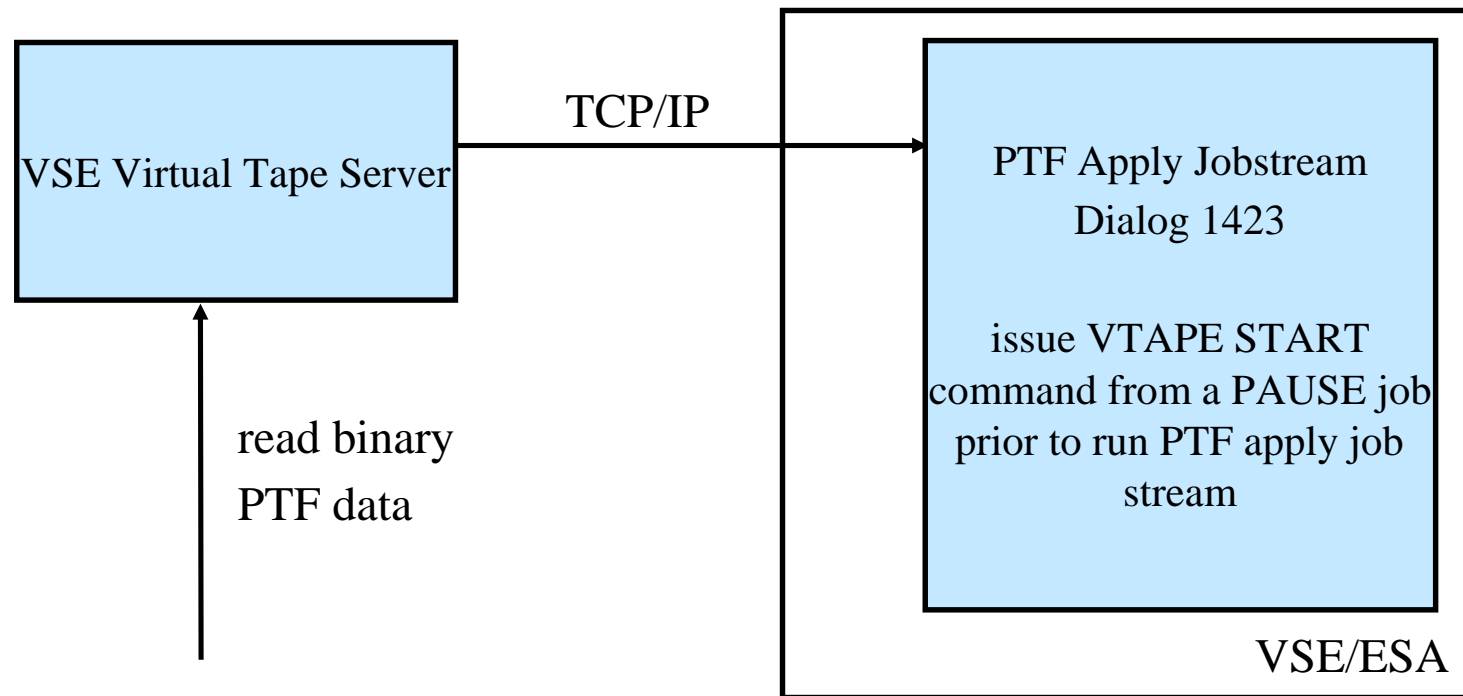 VSE Virtual Tape Server
TCP/IP
PTF Apply Jobstream
Dialog 1423
issue VTAPE START
command from a PAUSE job
prior to run PTF apply job
stream
read binary
PTF data
VSE/ESA